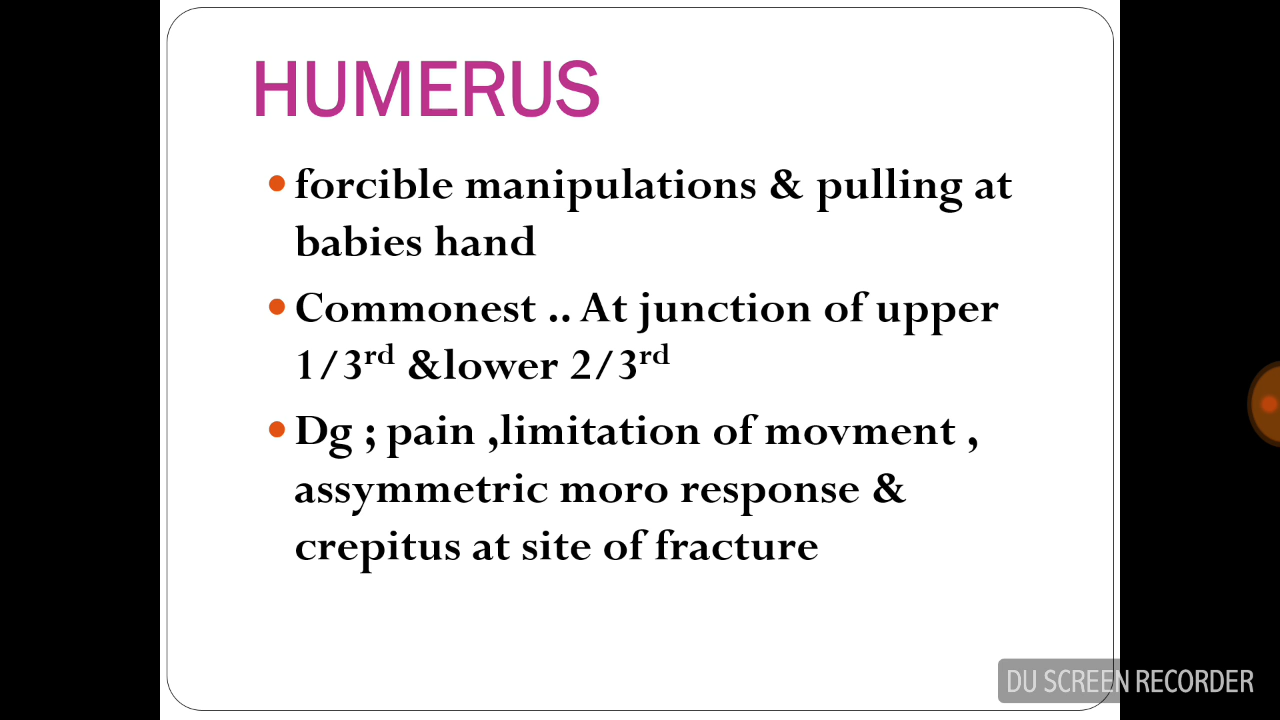 HUMERUS
forcible manipulations & pulling at
babies hand
Commonest .. At junction of upper
1/3rd &lower 2/3rd
Dg ; pain ,limitation of movment ,
assymmetric moro response &
crepitus at site of fracture
DU SCREEN RECORDER